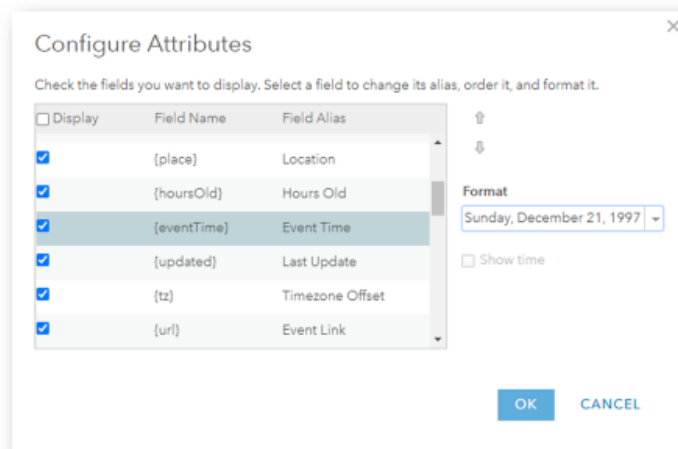 Configure Attributes
Check the fields you want to display. Select a field to change its alias, order it, and format it.
Display Field Name Field Alias
{place} Location
{hoursOld} Hours Old
{eventTime} Event Time
{updated} Last Update
{tz} Timezone Offset
{url} Event Link
Format
Sunday, December 21, 1997
Show time
OK CANCEL